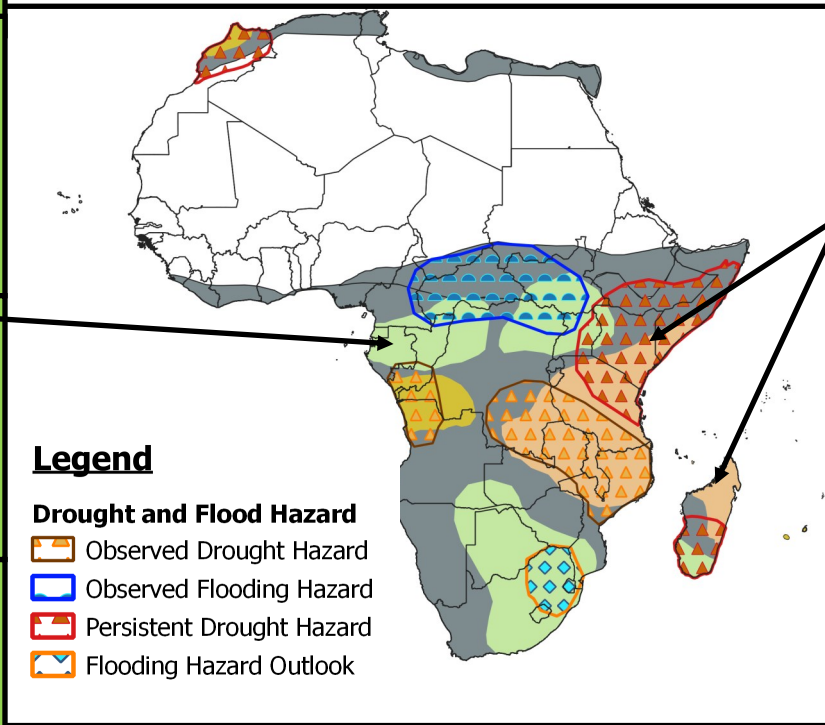 Legend
Drought and Flood Hazard
Observed Drought Hazard
Observed Flooding Hazard
Persistent Drought Hazard
Flooding Hazard Outlook